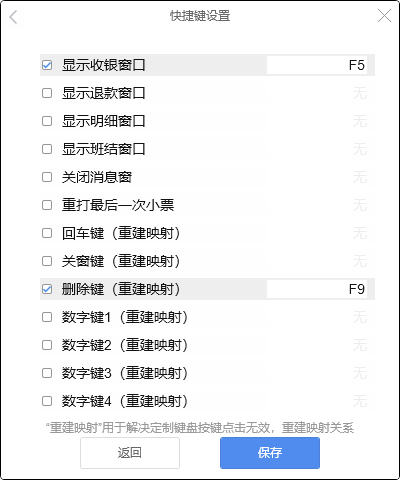 快捷键设置
显示收银窗口 F5
显示退款窗口 无
显示明细窗口 无
显示班结窗口 无
关闭消息窗 无
重打最后一次小票 无
回车键（重建映射） 无
关窗键（重建映射） 无
删除键（重建映射） F9
数字键1（重建映射） 无
数字键2（重建映射） 无
数字键3（重建映射） 无
数字键4（重建映射） 无
“重建映射”用于解决定制键盘按键点击无效，重建映射关系
返回 保存